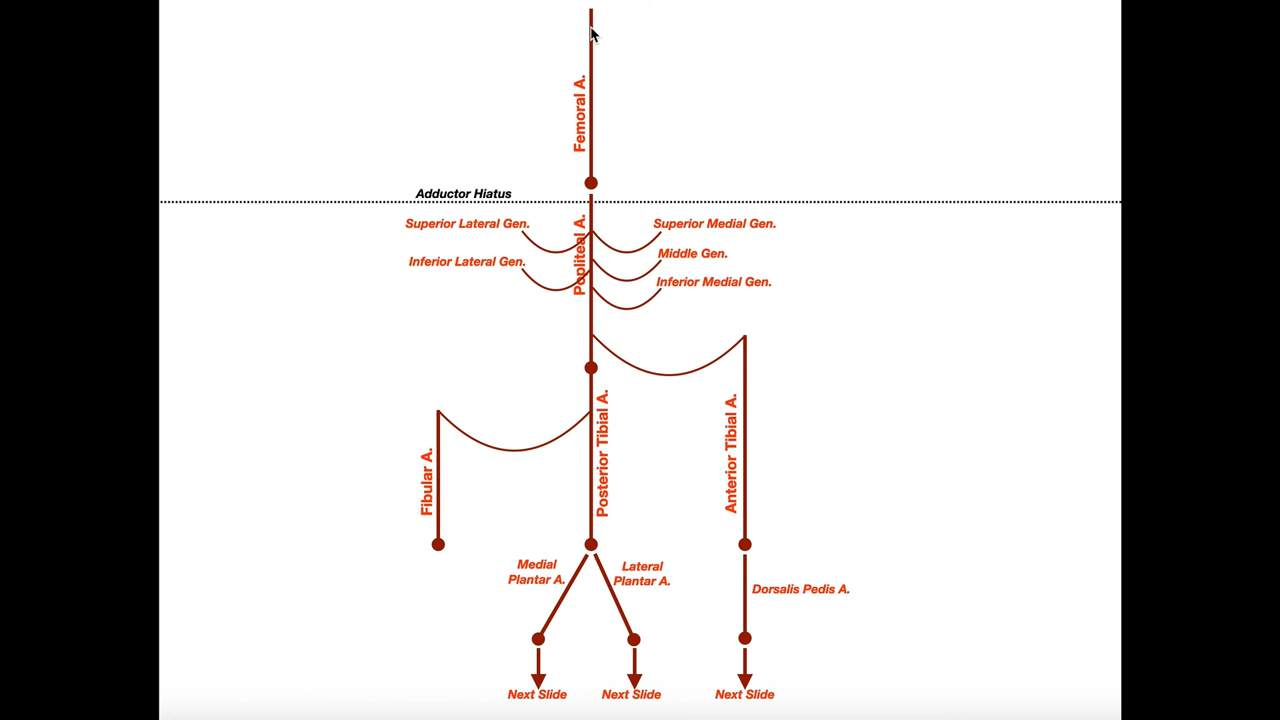 Femoral A.
Adductor Hiatus
Popliteal A.
Superior Lateral Gen.
Superior Medial Gen.
Middle Gen.
Inferior Lateral Gen.
Inferior Medial Gen.
Fibular A.
Posterior Tibial A.
Anterior Tibial A.
Medial
Plantar A.
Lateral
Plantar A.
Dorsalis Pedis A.
Next Slide
Next Slide
Next Slide